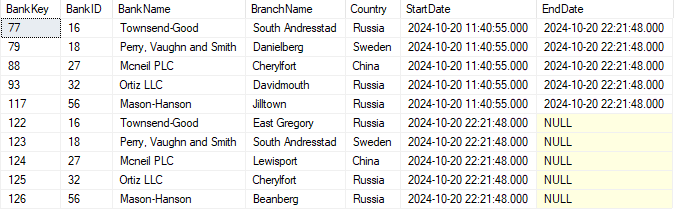 BankKey BankID BankName BranchName Country StartDate EndDate
77 16 Townsend-Good South Andresstad Russia 2024-10-20 11:40:55.000 2024-10-20 22:21:48.000
79 18 Perry, Vaughn and Smith Danielberg Sweden 2024-10-20 11:40:55.000 2024-10-20 22:21:48.000
88 27 Mcneil PLC Cherylfort China 2024-10-20 11:40:55.000 2024-10-20 22:21:48.000
93 32 Ortiz LLC Davidmouth Russia 2024-10-20 11:40:55.000 2024-10-20 22:21:48.000
117 56 Mason-Hanson Jilltown Russia 2024-10-20 11:40:55.000 2024-10-20 22:21:48.000
122 16 Townsend-Good East Gregory Russia 2024-10-20 22:21:48.000 NULL
123 18 Perry, Vaughn and Smith South Andresstad Sweden 2024-10-20 22:21:48.000 NULL
124 27 Mcneil PLC Lewisport China 2024-10-20 22:21:48.000 NULL
125 32 Ortiz LLC Cherylfort Russia 2024-10-20 22:21:48.000 NULL
126 56 Mason-Hanson Beanberg Russia 2024-10-20 22:21:48.000 NULL